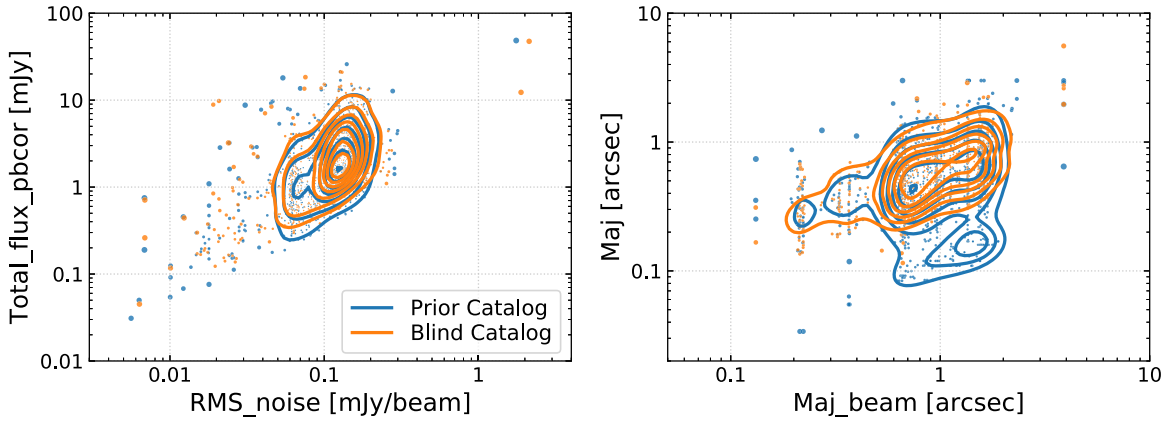 Total_flux_pbcor [mJy]
100
10
1
0.1
0.01
0.01
0.1
1
RMS_noise [mJy/beam]
Prior Catalog
Blind Catalog
Maj [arcsec]
10
1
0.1
0.1
1
10
Maj_beam [arcsec]